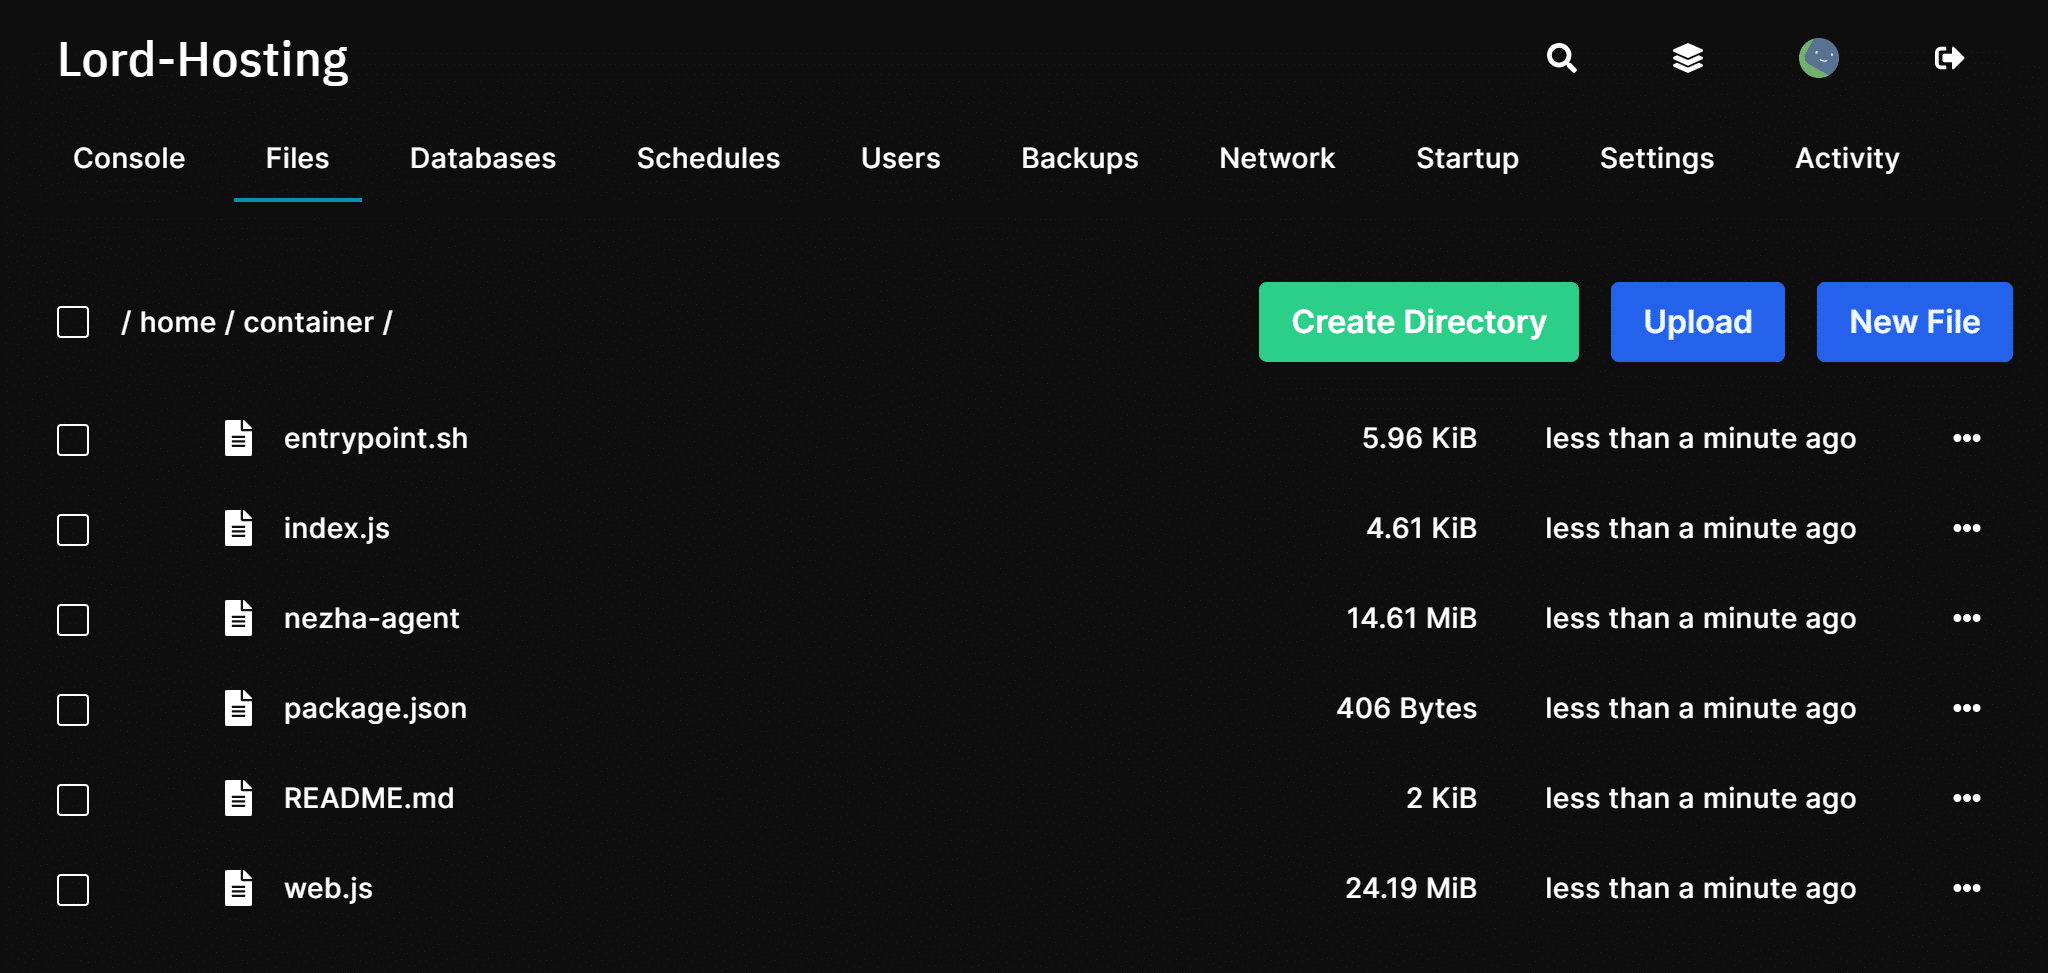 Lord-Hosting
Console Files Databases Schedules Users Backups Network Startup Settings Activity
/ home / container / Create Directory Upload New File
entrypoint.sh 5.96 KiB less than a minute ago
index.js 4.61 KiB less than a minute ago
nezha-agent 14.61 MiB less than a minute ago
package.json 406 Bytes less than a minute ago
README.md 2 KiB less than a minute ago
web.js 24.19 MiB less than a minute ago